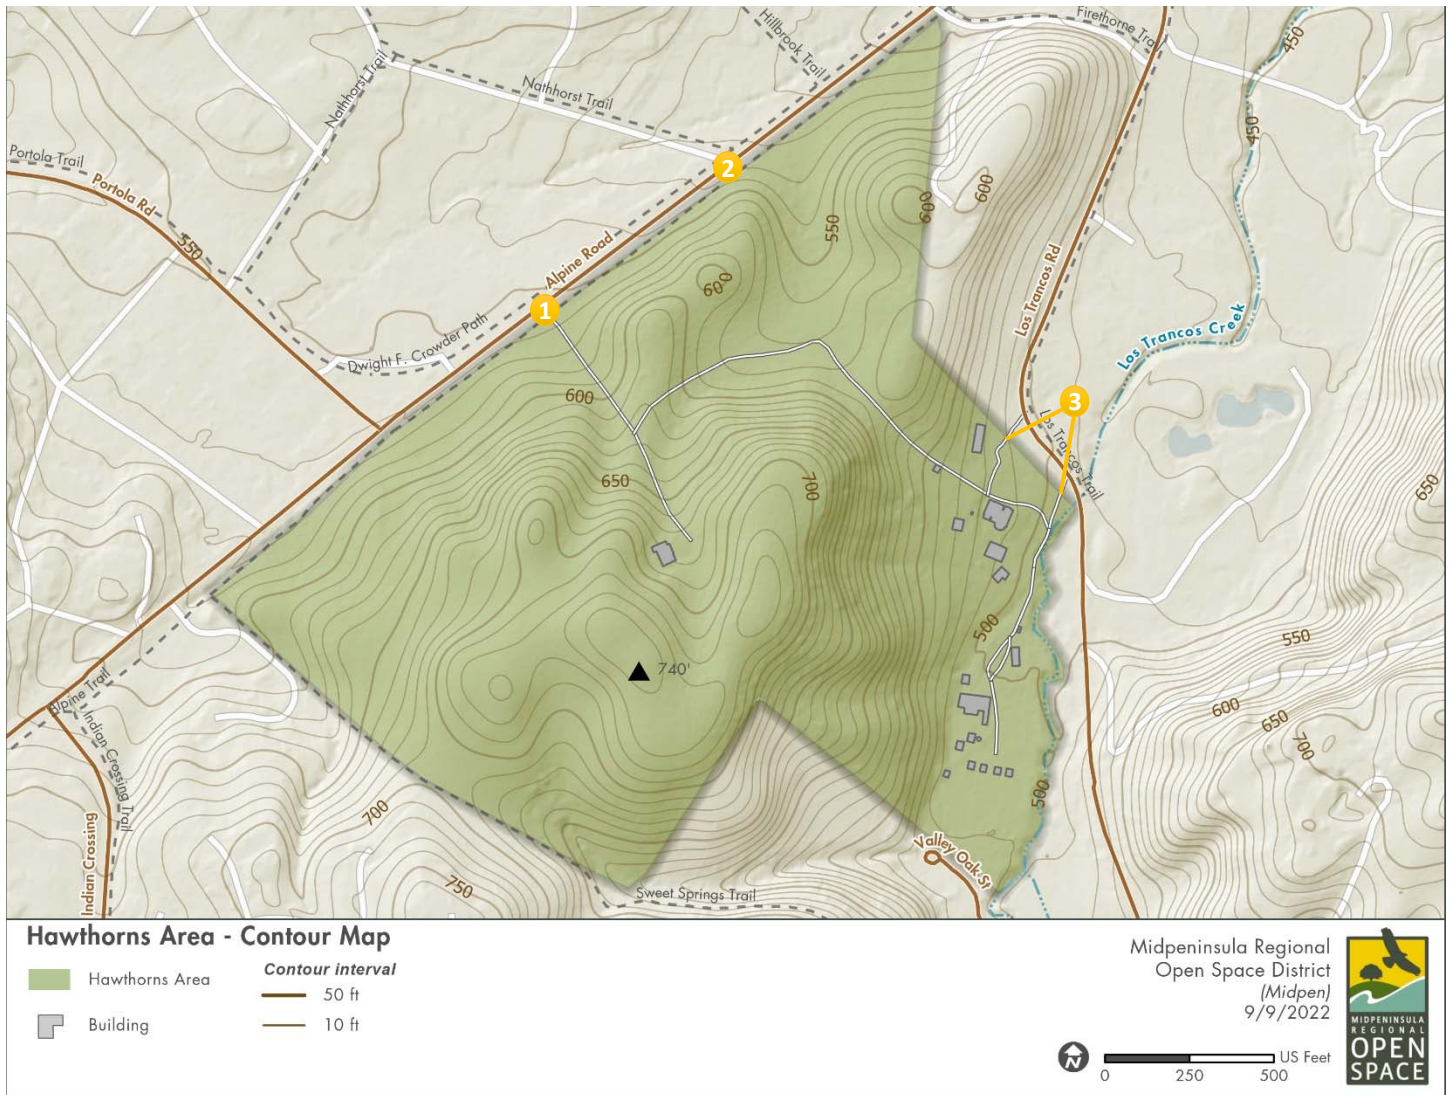 Firethorne Trail
Hillbrook Trail
450
Nathhorst Trail
Nathhorst Trail
450
Portola Trail
2
Portola Rd
600
600
550
550
Alpine Road
600
Los Trancos Rd
1
Los Trancos Creek
Dwight F. Crowder Path
600
3
Los Trancos Trail
650
700
650
500
550
740'
Alpine Trail
600
650
700
Indian Crossing Trail
500
700
Indian Crossing
Valley Oak St
750
Sweet Springs Trail
Hawthorns Area - Contour Map
Hawthorns Area
Building
Contour interval
50 ft
10 ft
Midpeninsula Regional
Open Space District
(Midpen)
9/9/2022
N
US Feet
0 250 500
MIDPENINSULA
REGIONAL
OPEN
SPACE